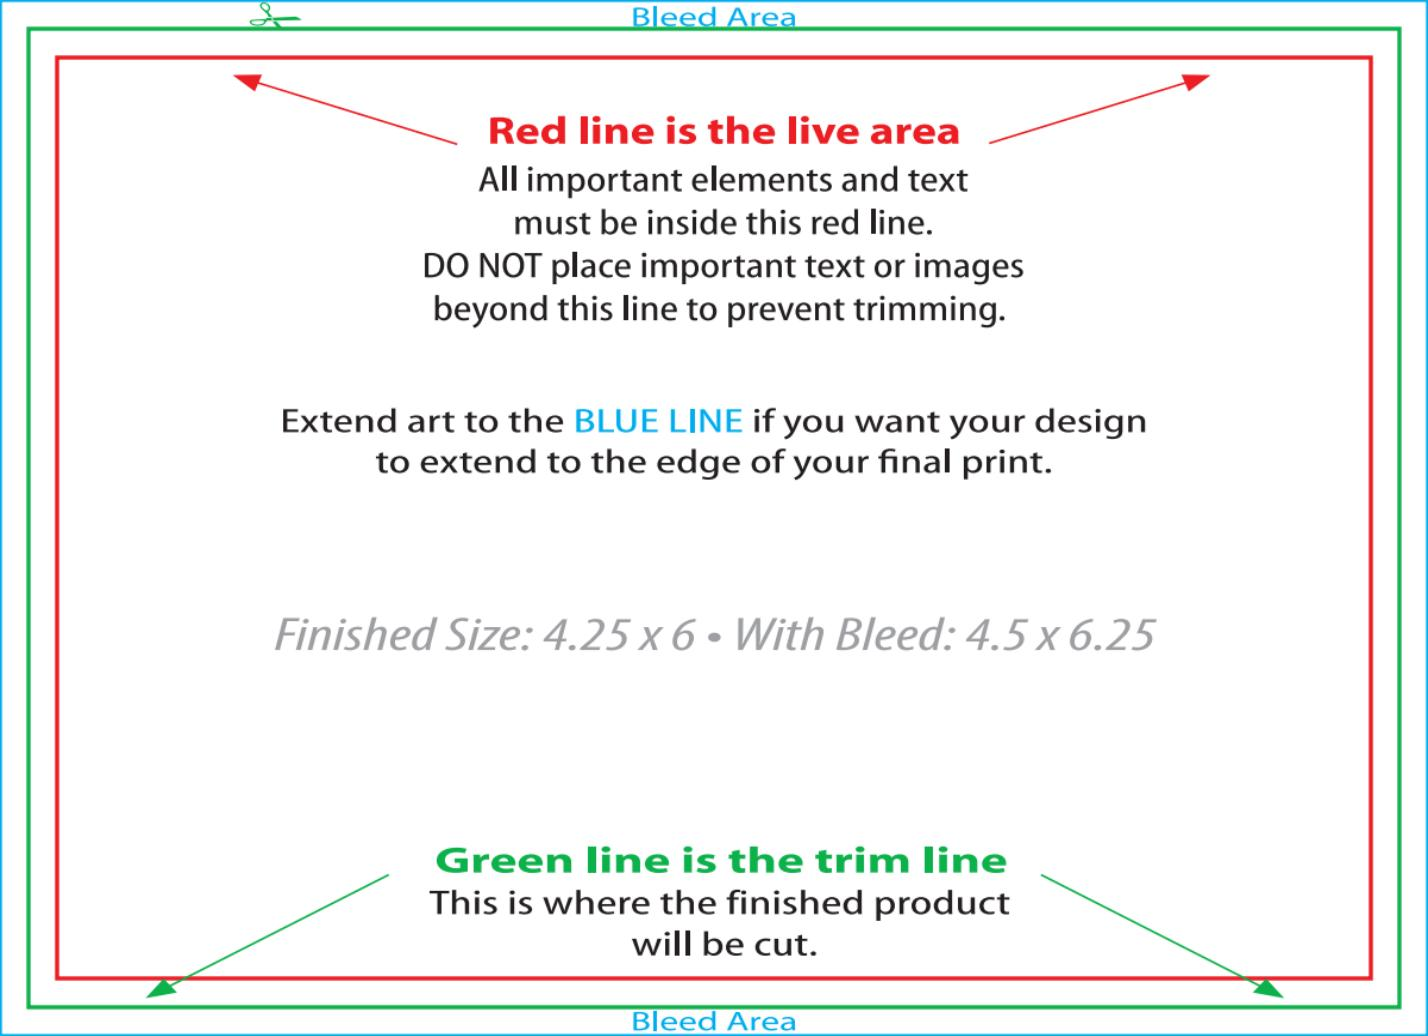 Bleed Area
Red line is the live area
All important elements and text
must be inside this red line.
DO NOT place important text or images
beyond this line to prevent trimming.
Extend art to the BLUE LINE if you want your design
to extend to the edge of your final print.
Finished Size: 4.25 x 6 • With Bleed: 4.5 x 6.25
Green line is the trim line
This is where the finished product
will be cut.
Bleed Area